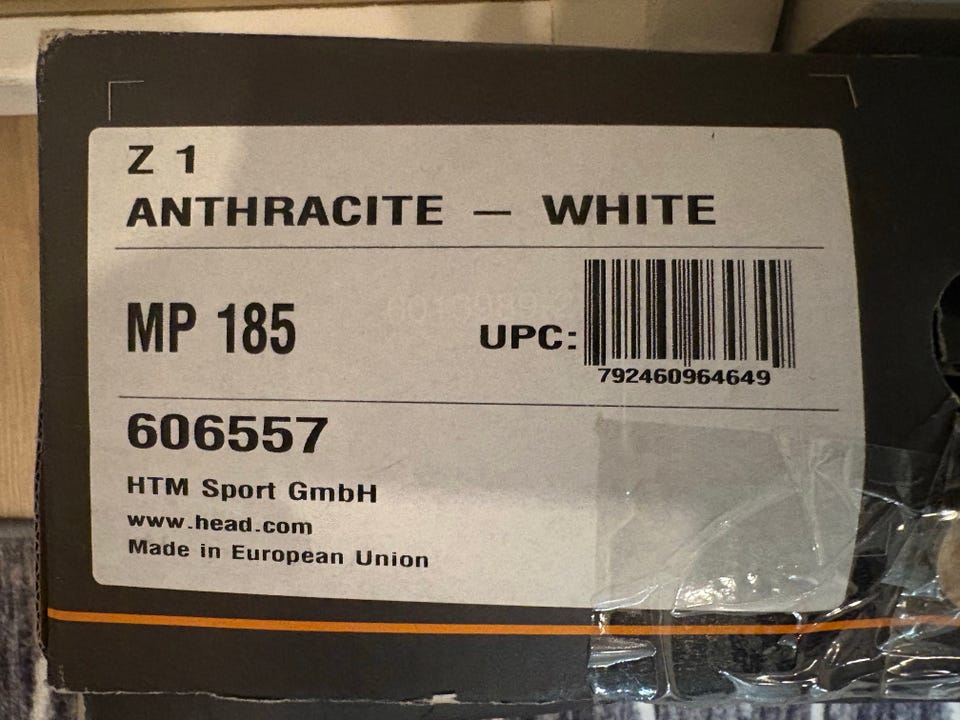 Z 1
ANTHRACITE — WHITE
MP 185
UPC:
792460964649
606557
HTM Sport GmbH
www.head.com
Made in European Union